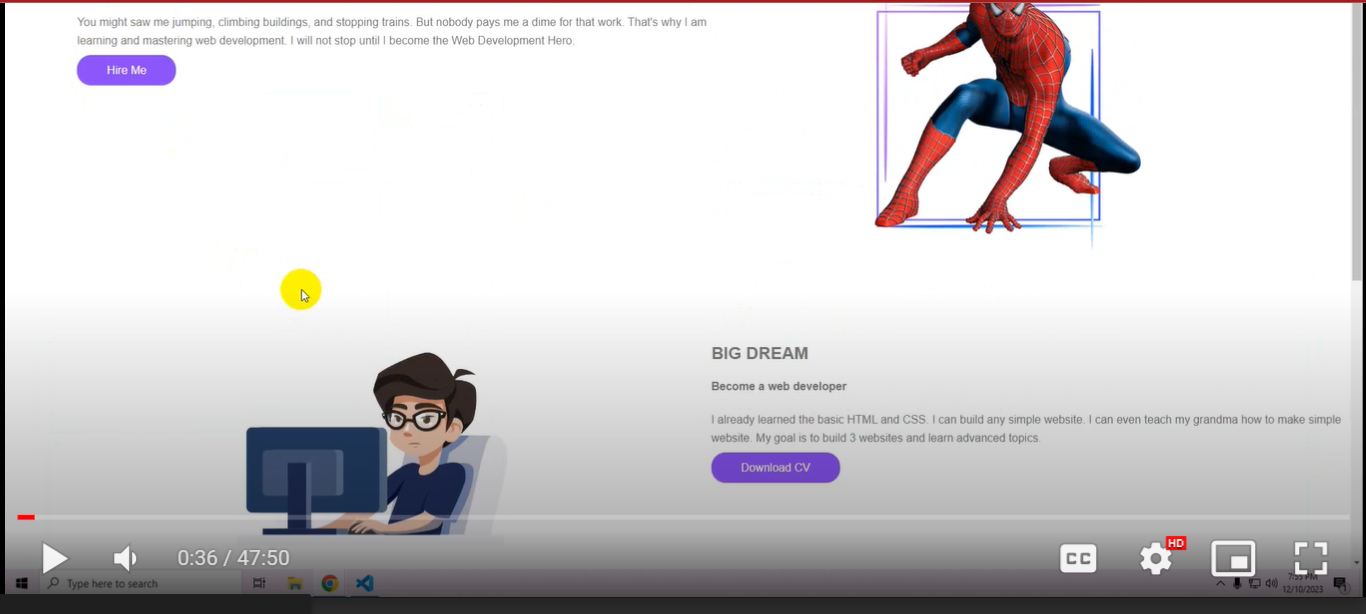 You might saw me jumping, climbing buildings, and stopping trains. But nobody pays me a dime for that work. That's why I am
learning and mastering web development. I will not stop until I become the Web Development Hero.
Hire Me
BIG DREAM
Become a web developer
I already learned the basic HTML and CSS. I can build any simple website. I can even teach my grandma how to make simple
website. My goal is to build 3 websites and learn advanced topics.
Download CV
0:36 / 47:50
CC
HD
Type here to search
7:55 PM
12/10/2023